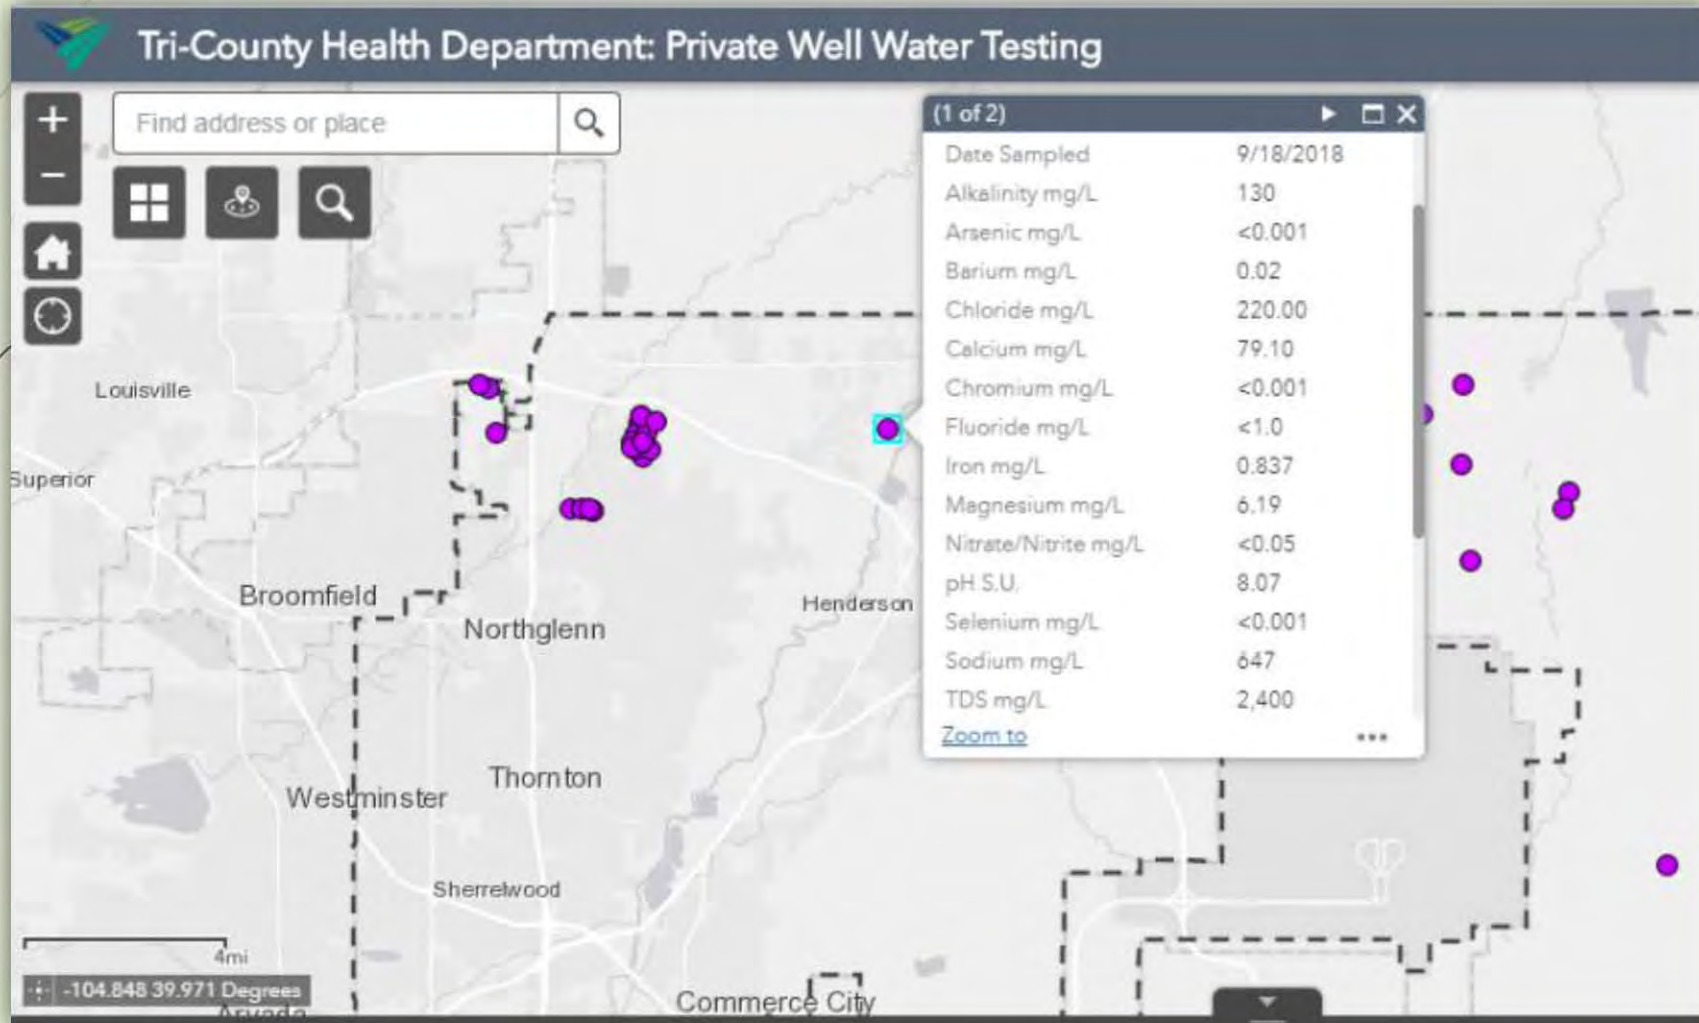 Tri-County Health Department: Private Well Water Testing
+
Find address or place
−
(1 of 2)
Date Sampled 9/18/2018
Alkalinity mg/L 130
Arsenic mg/L <0.001
Barium mg/L 0.02
Chloride mg/L 220.00
Calcium mg/L 79.10
Chromium mg/L <0.001
Fluoride mg/L <1.0
Iron mg/L 0.837
Magnesium mg/L 6.19
Nitrate/Nitrite mg/L <0.05
pH S.U. 8.07
Selenium mg/L <0.001
Sodium mg/L 647
TDS mg/L 2,400
Zoom to
Louisville
Superior
Broomfield
Henderson
Northglenn
Thornton
Westminster
Sherrelwood
4mi
-104.848 39.971 Degrees
Commerce City
Arvada